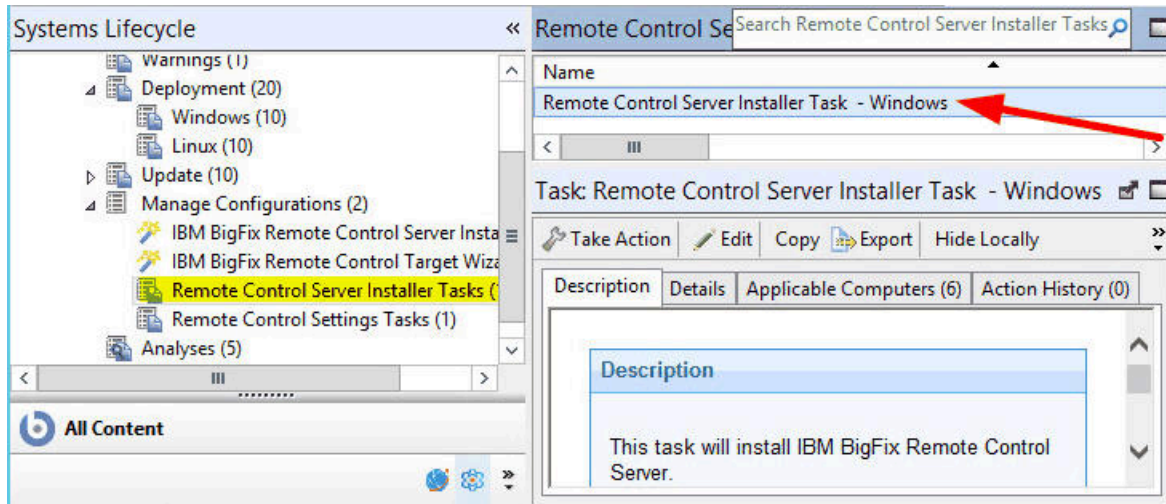 Systems Lifecycle
Warnings (1)
Deployment (20)
Windows (10)
Linux (10)
Update (10)
Manage Configurations (2)
IBM BigFix Remote Control Server Insta
IBM BigFix Remote Control Target Wiza
Remote Control Server Installer Tasks (
Remote Control Settings Tasks (1)
Analyses (5)
All Content
Remote Control Se
Search Remote Control Server Installer Tasks
Name
Remote Control Server Installer Task - Windows
Task: Remote Control Server Installer Task - Windows
Take Action Edit Copy Export Hide Locally
Description Details Applicable Computers (6) Action History (0)
Description
This task will install IBM BigFix Remote Control
Server.